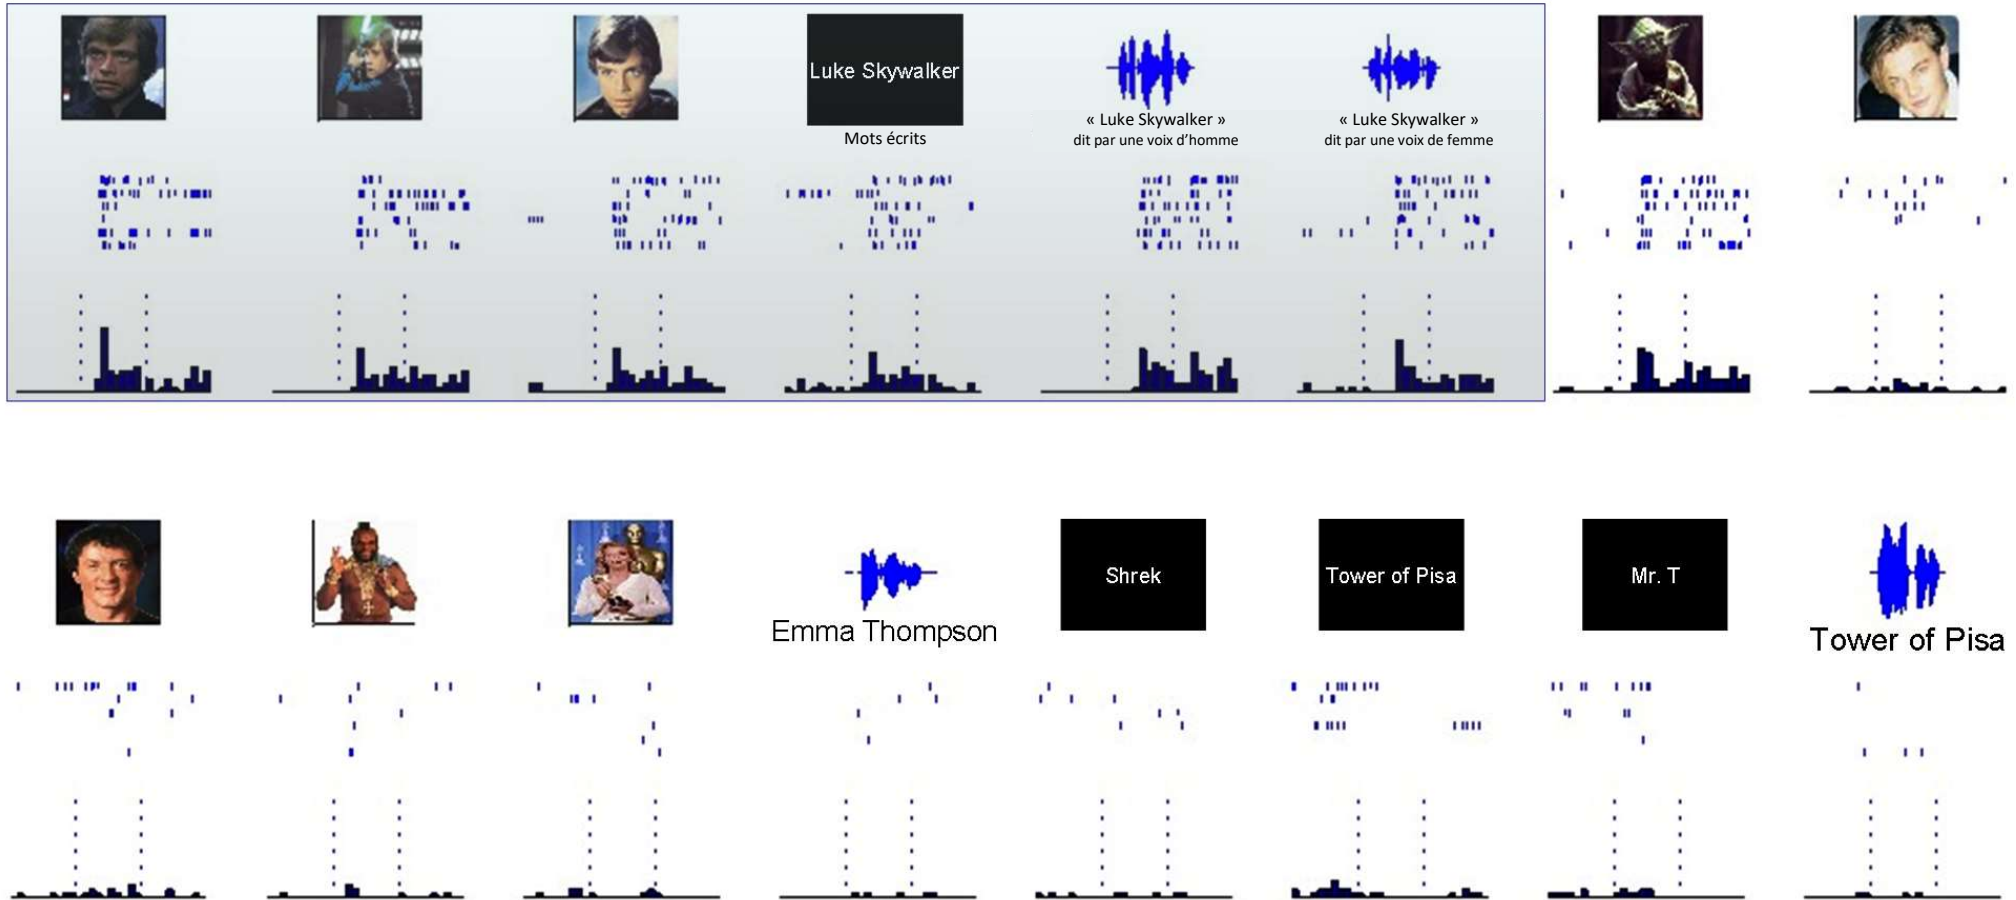 Luke Skywalker
Mots écrits
« Luke Skywalker »
dit par une voix d’homme
« Luke Skywalker »
dit par une voix de femme
Emma Thompson
Shrek
Tower of Pisa
Mr. T
Tower of Pisa